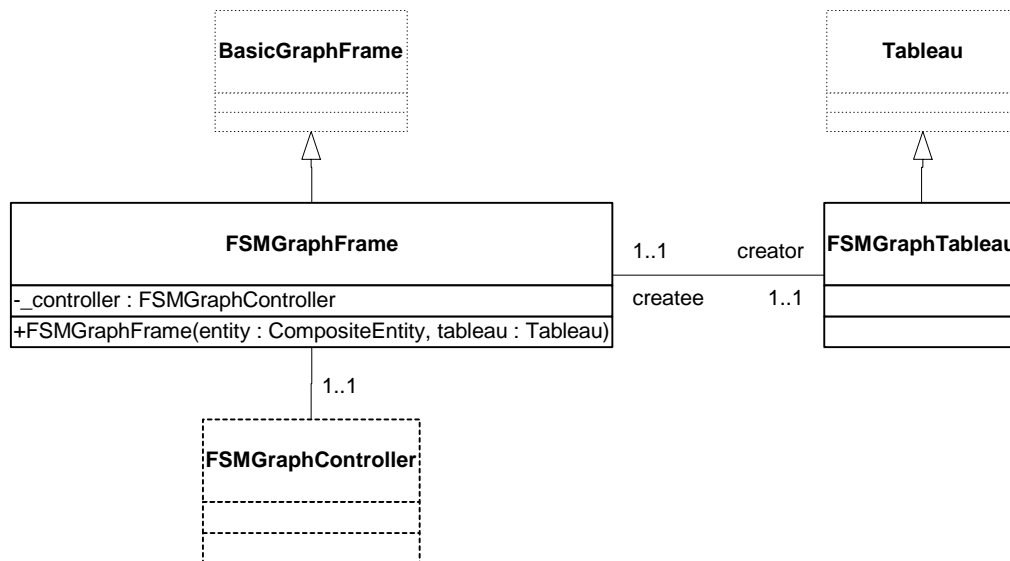 BasicGraphFrame
Tableau
FSMGraphFrame
-_controller : FSMGraphController
+FSMGraphFrame(entity : CompositeEntity, tableau : Tableau)
1..1 creator
createe 1..1
FSMGraphTableau
1..1
FSMGraphController